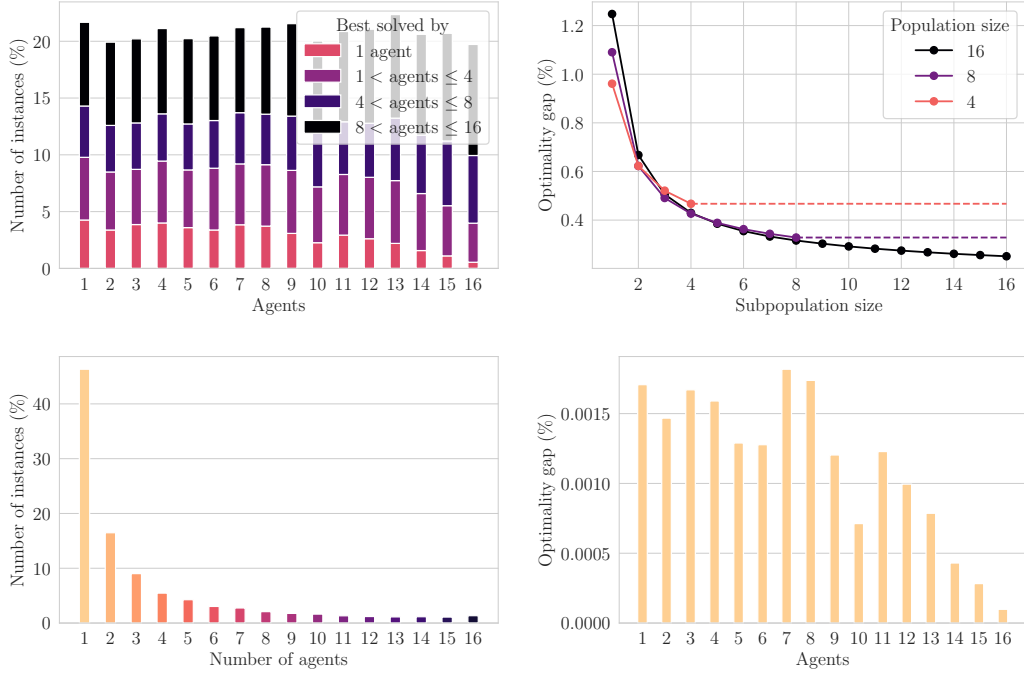 Number of instances (%)
20
15
10
5
0
Best solved by
1 agent
1 < agents ≤ 4
4 < agents ≤ 8
8 < agents ≤ 16
1 2 3 4 5 6 7 8 9 10 11 12 13 14 15 16
Agents
Optimality gap (%)
1.2
1.0
0.8
0.6
0.4
Population size
16
8
4
2 4 6 8 10 12 14 16
Subpopulation size
Number of instances (%)
40
30
20
10
0
1 2 3 4 5 6 7 8 9 10 11 12 13 14 15 16
Number of agents
Optimality gap (%)
0.0015
0.0010
0.0005
0.0000
1 2 3 4 5 6 7 8 9 10 11 12 13 14 15 16
Agents